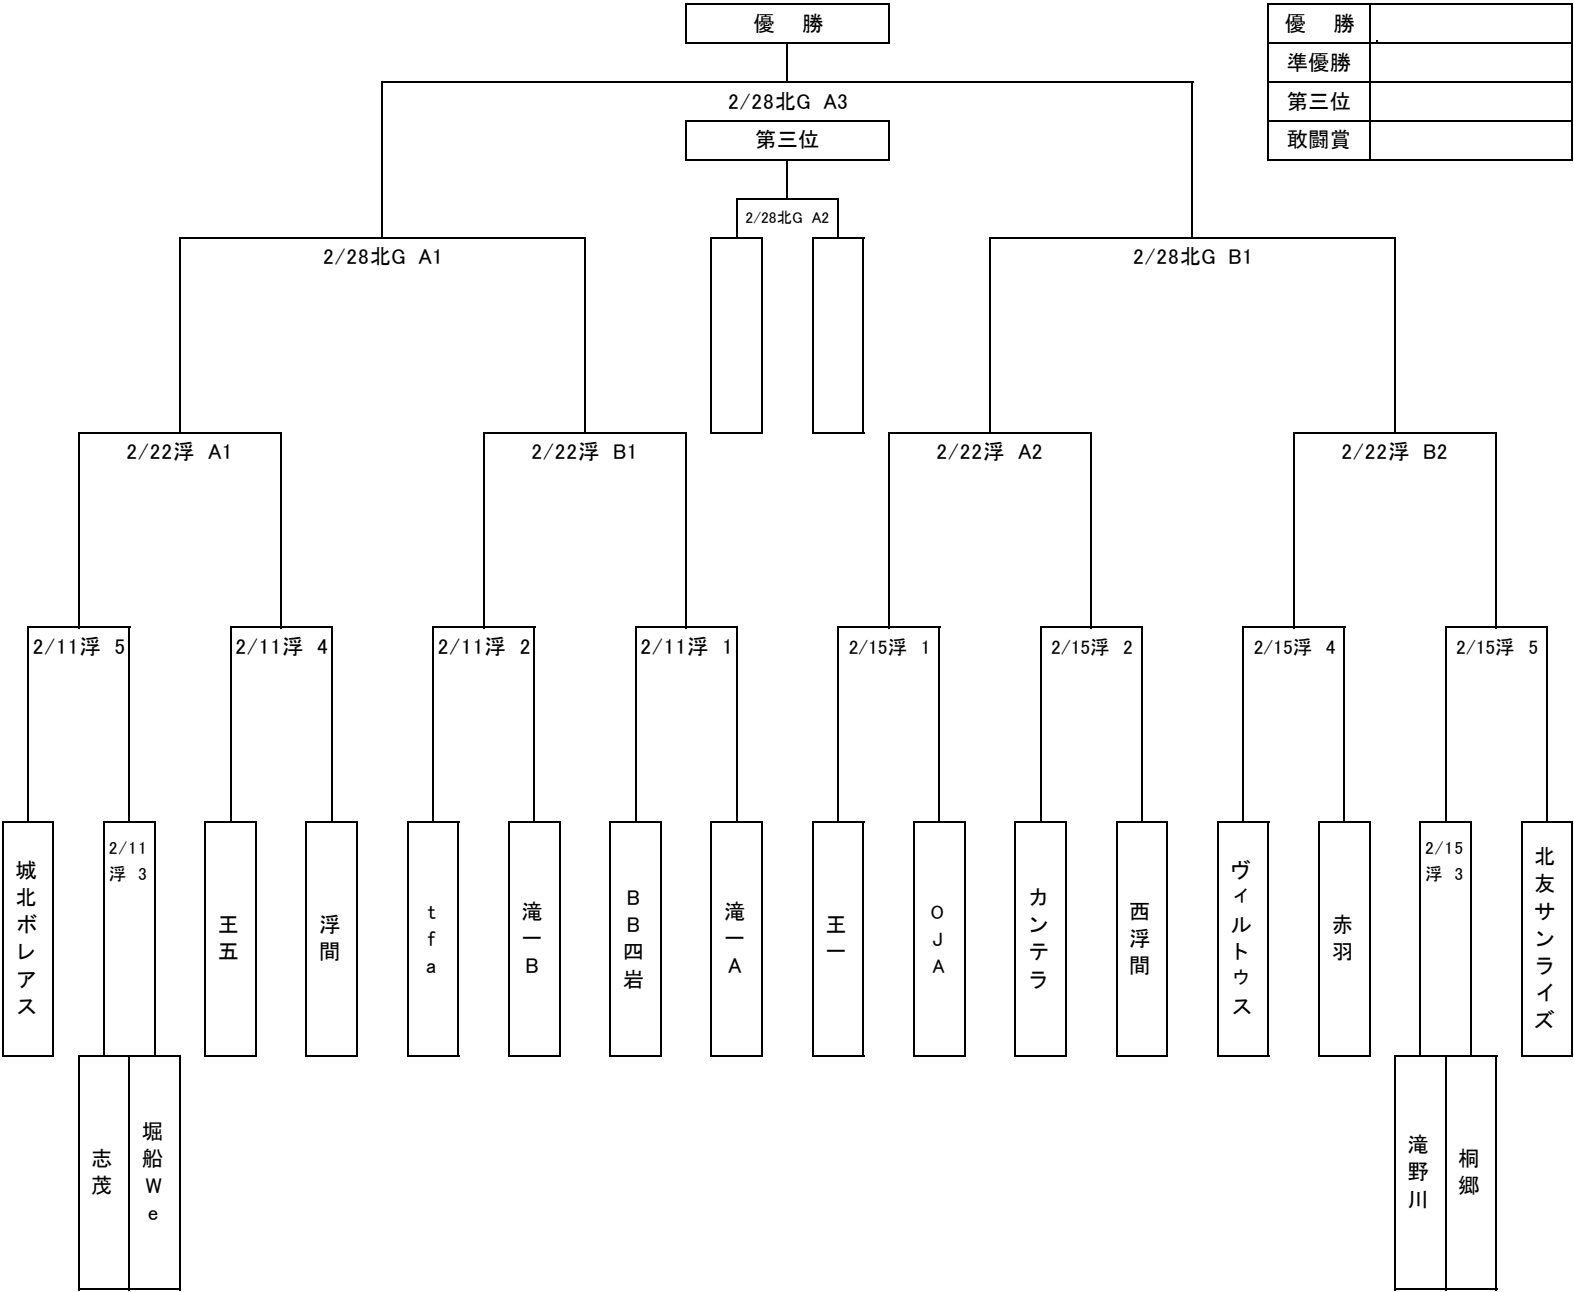 優　勝
優　勝
準優勝
2/28北G A3
第三位
第三位
敢闘賞
2/28北G A2
2/28北G A1
2/28北G B1
2/22浮 A1
2/22浮 B1
2/22浮 A2
2/22浮 B2
2/11浮 5
2/11浮 4
2/11浮 2
2/11浮 1
2/15浮 1
2/15浮 2
2/15浮 4
2/15浮 5
城北ボレアス
2/11
浮 3
王五
浮間
tfa
滝一B
BB四岩
滝一A
王一
OJA
カンテラ
西浮間
ヴィルトゥス
赤羽
2/15
浮 3
北友サンライズ
志茂
堀船We
滝野川
桐郷